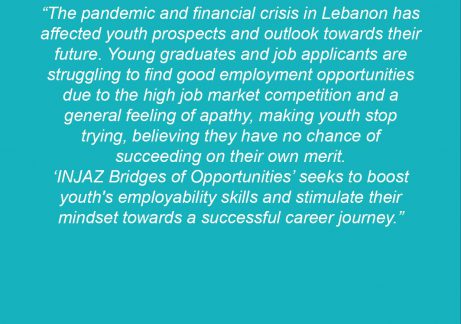 “The pandemic and financial crisis in Lebanon has
affected youth prospects and outlook towards their
future. Young graduates and job applicants are
struggling to find good employment opportunities
due to the high job market competition and a
general feeling of apathy, making youth stop
trying, believing they have no chance of
succeeding on their own merit.
‘INJAZ Bridges of Opportunities’ seeks to boost
youth's employability skills and stimulate their
mindset towards a successful career journey.”